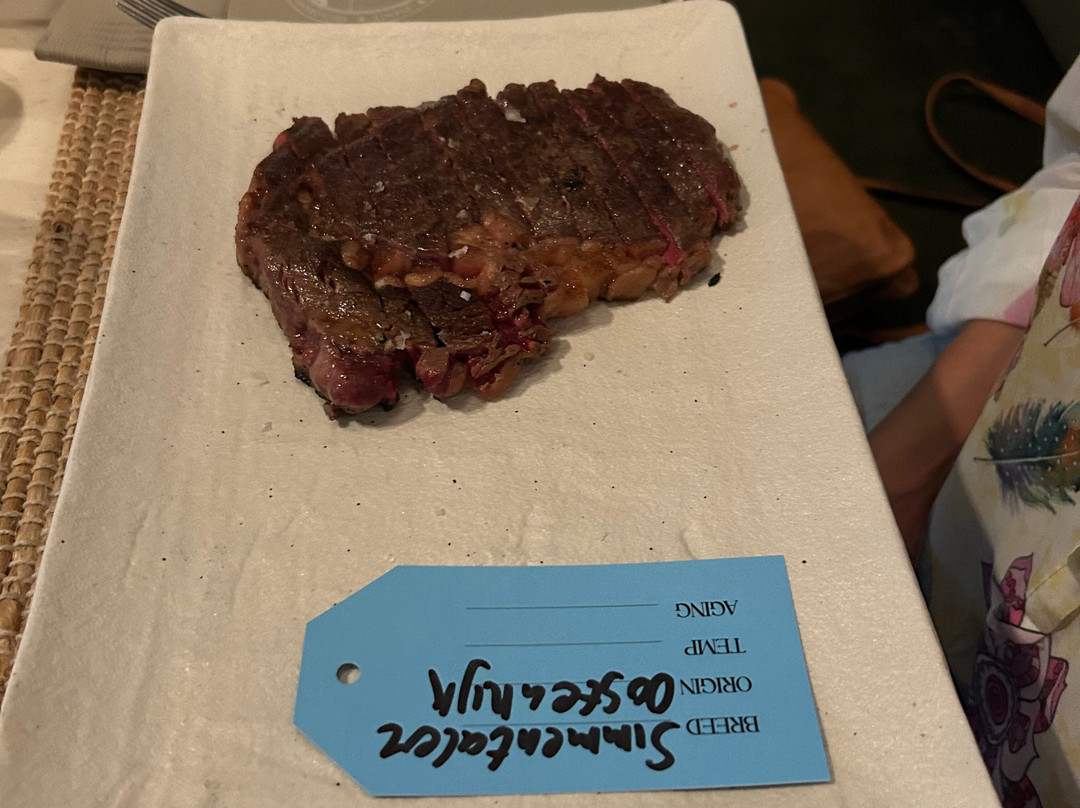 BREED Simmentaler
ORIGIN Oostenrijk
TEMP
AGING